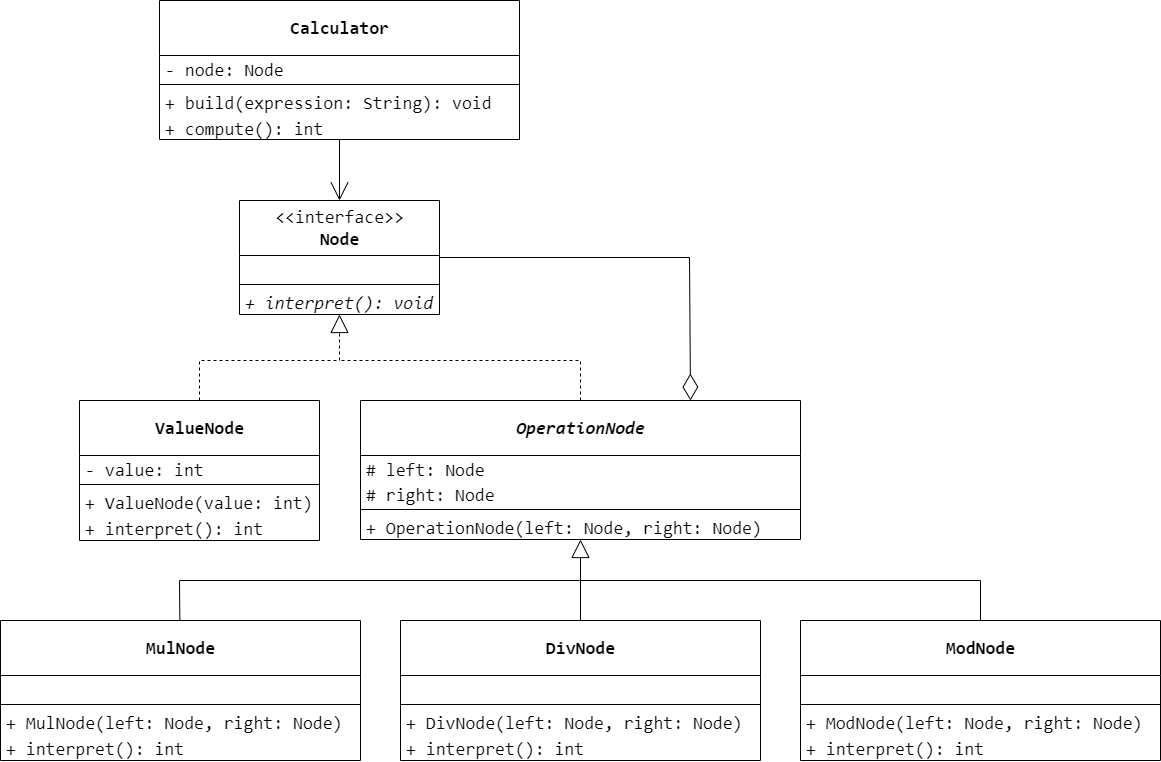 Calculator
- node: Node
+ build(expression: String): void
+ compute(): int
<<interface>>
Node
+ interpret(): void
ValueNode
- value: int
+ ValueNode(value: int)
+ interpret(): int
OperationNode
# left: Node
# right: Node
+ OperationNode(left: Node, right: Node)
MulNode
+ MulNode(left: Node, right: Node)
+ interpret(): int
DivNode
+ DivNode(left: Node, right: Node)
+ interpret(): int
ModNode
+ ModNode(left: Node, right: Node)
+ interpret(): int